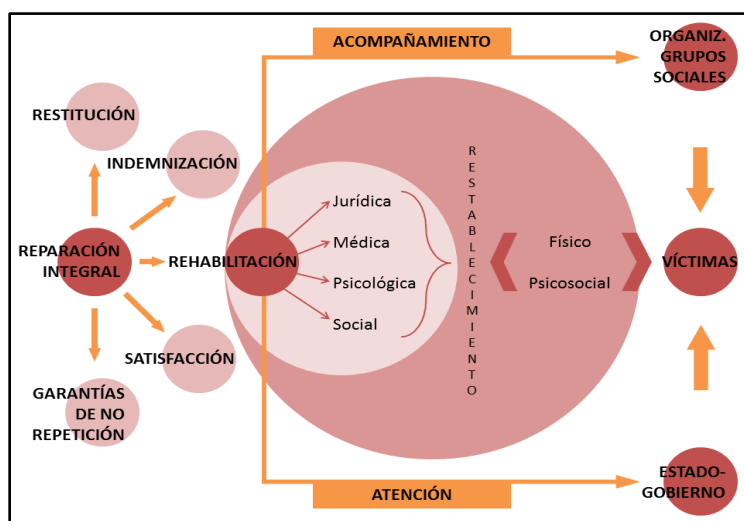 ACOMPAÑAMIENTO
ORGANIZ.
GRUPOS
SOCIALES
RESTITUCIÓN
INDEMNIZACIÓN
REPARACIÓN
INTEGRAL
REHABILITACIÓN
SATISFACCIÓN
GARANTÍAS
DE NO
REPETICIÓN
Jurídica
Médica
Psicológica
Social
RESTABLECIMIENTO
Físico
Psicosocial
VÍCTIMAS
ATENCIÓN
ESTADO-
GOBIERNO